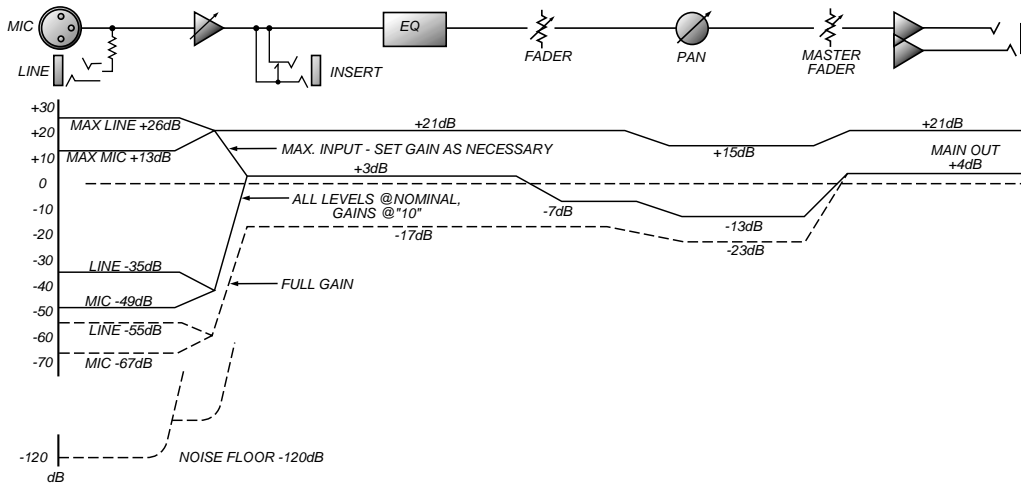 MIC
LINE
INSERT
EQ
FADER
PAN
MASTER
FADER
+30
+20
+10
0
-10
-20
-30
-40
-50
-60
-70
-120
dB
MAX LINE +26dB
MAX MIC +13dB
+21dB
+15dB
+21dB
MAX. INPUT - SET GAIN AS NECESSARY
MAIN OUT
+4dB
+3dB
ALL LEVELS @NOMINAL,
GAINS @"10"
-7dB
-13dB
-17dB
-23dB
LINE -35dB
FULL GAIN
MIC -49dB
LINE -55dB
MIC -67dB
NOISE FLOOR -120dB